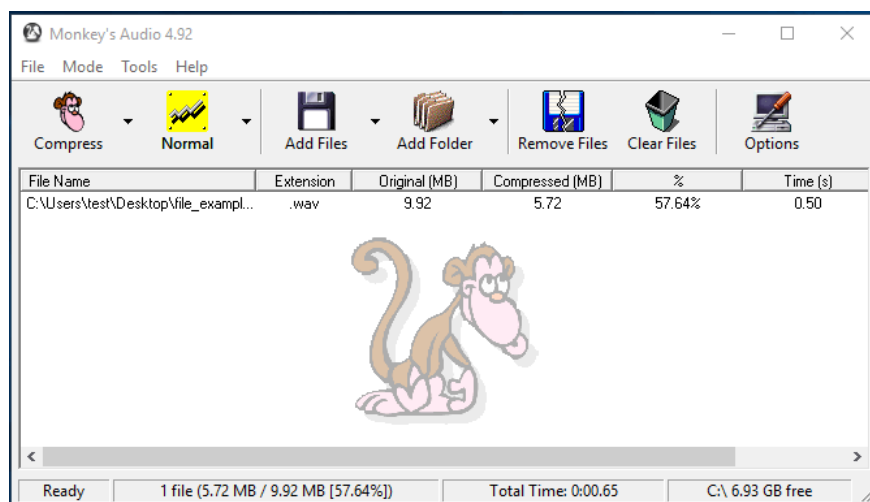 Monkey's Audio 4.92
File Mode Tools Help
Compress Normal Add Files Add Folder Remove Files Clear Files Options
File Name Extension Original (MB) Compressed (MB) % Time (s)
C:\Users\test\Desktop\file_exampl... .wav 9.92 5.72 57.64% 0.50
Ready 1 file (5.72 MB / 9.92 MB [57.64%]) Total Time: 0:00.65 C:\ 6.93 GB free